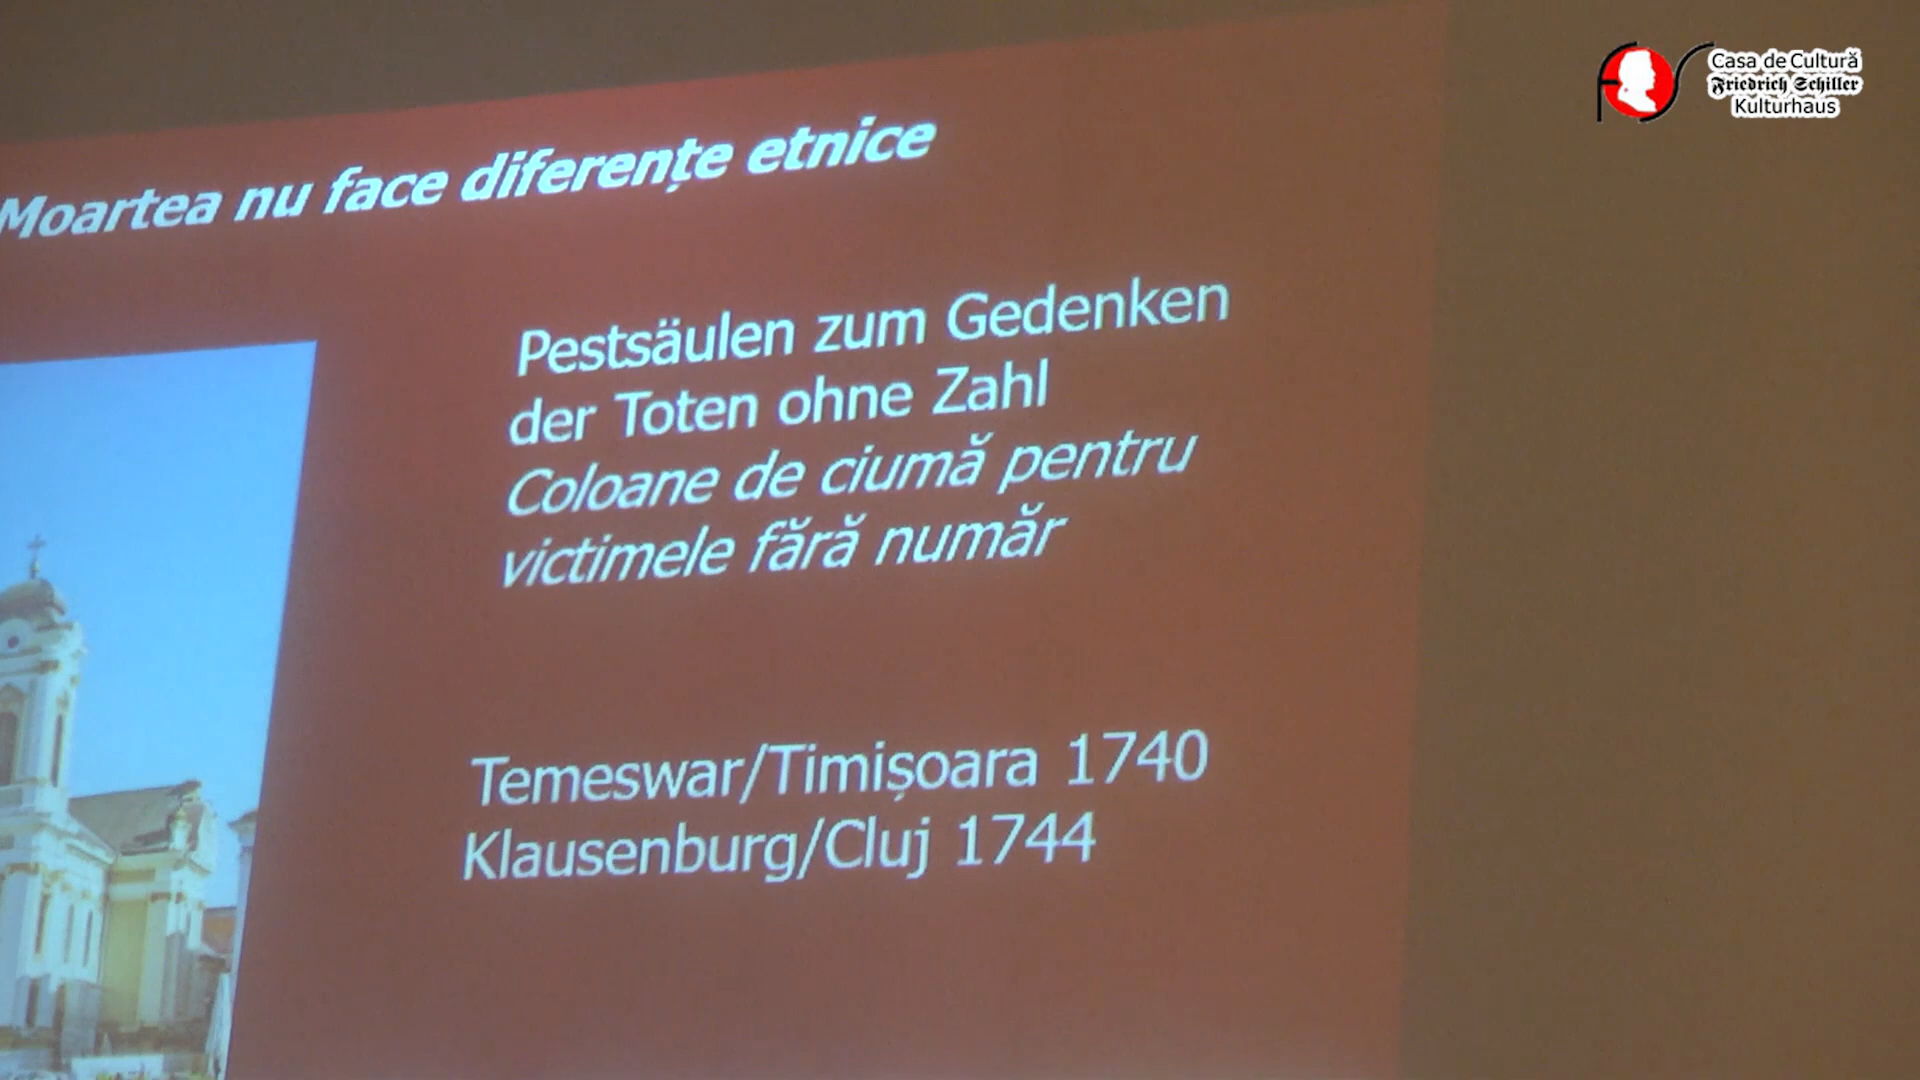 Casa de Cultură
Friedrich Schiller
Kulturhaus
Moartea nu face diferențe etnice
Pestsäulen zum Gedenken
der Toten ohne Zahl
Coloane de ciumă pentru
victimele fără număr
Temeswar/Timișoara 1740
Klausenburg/Cluj 1744